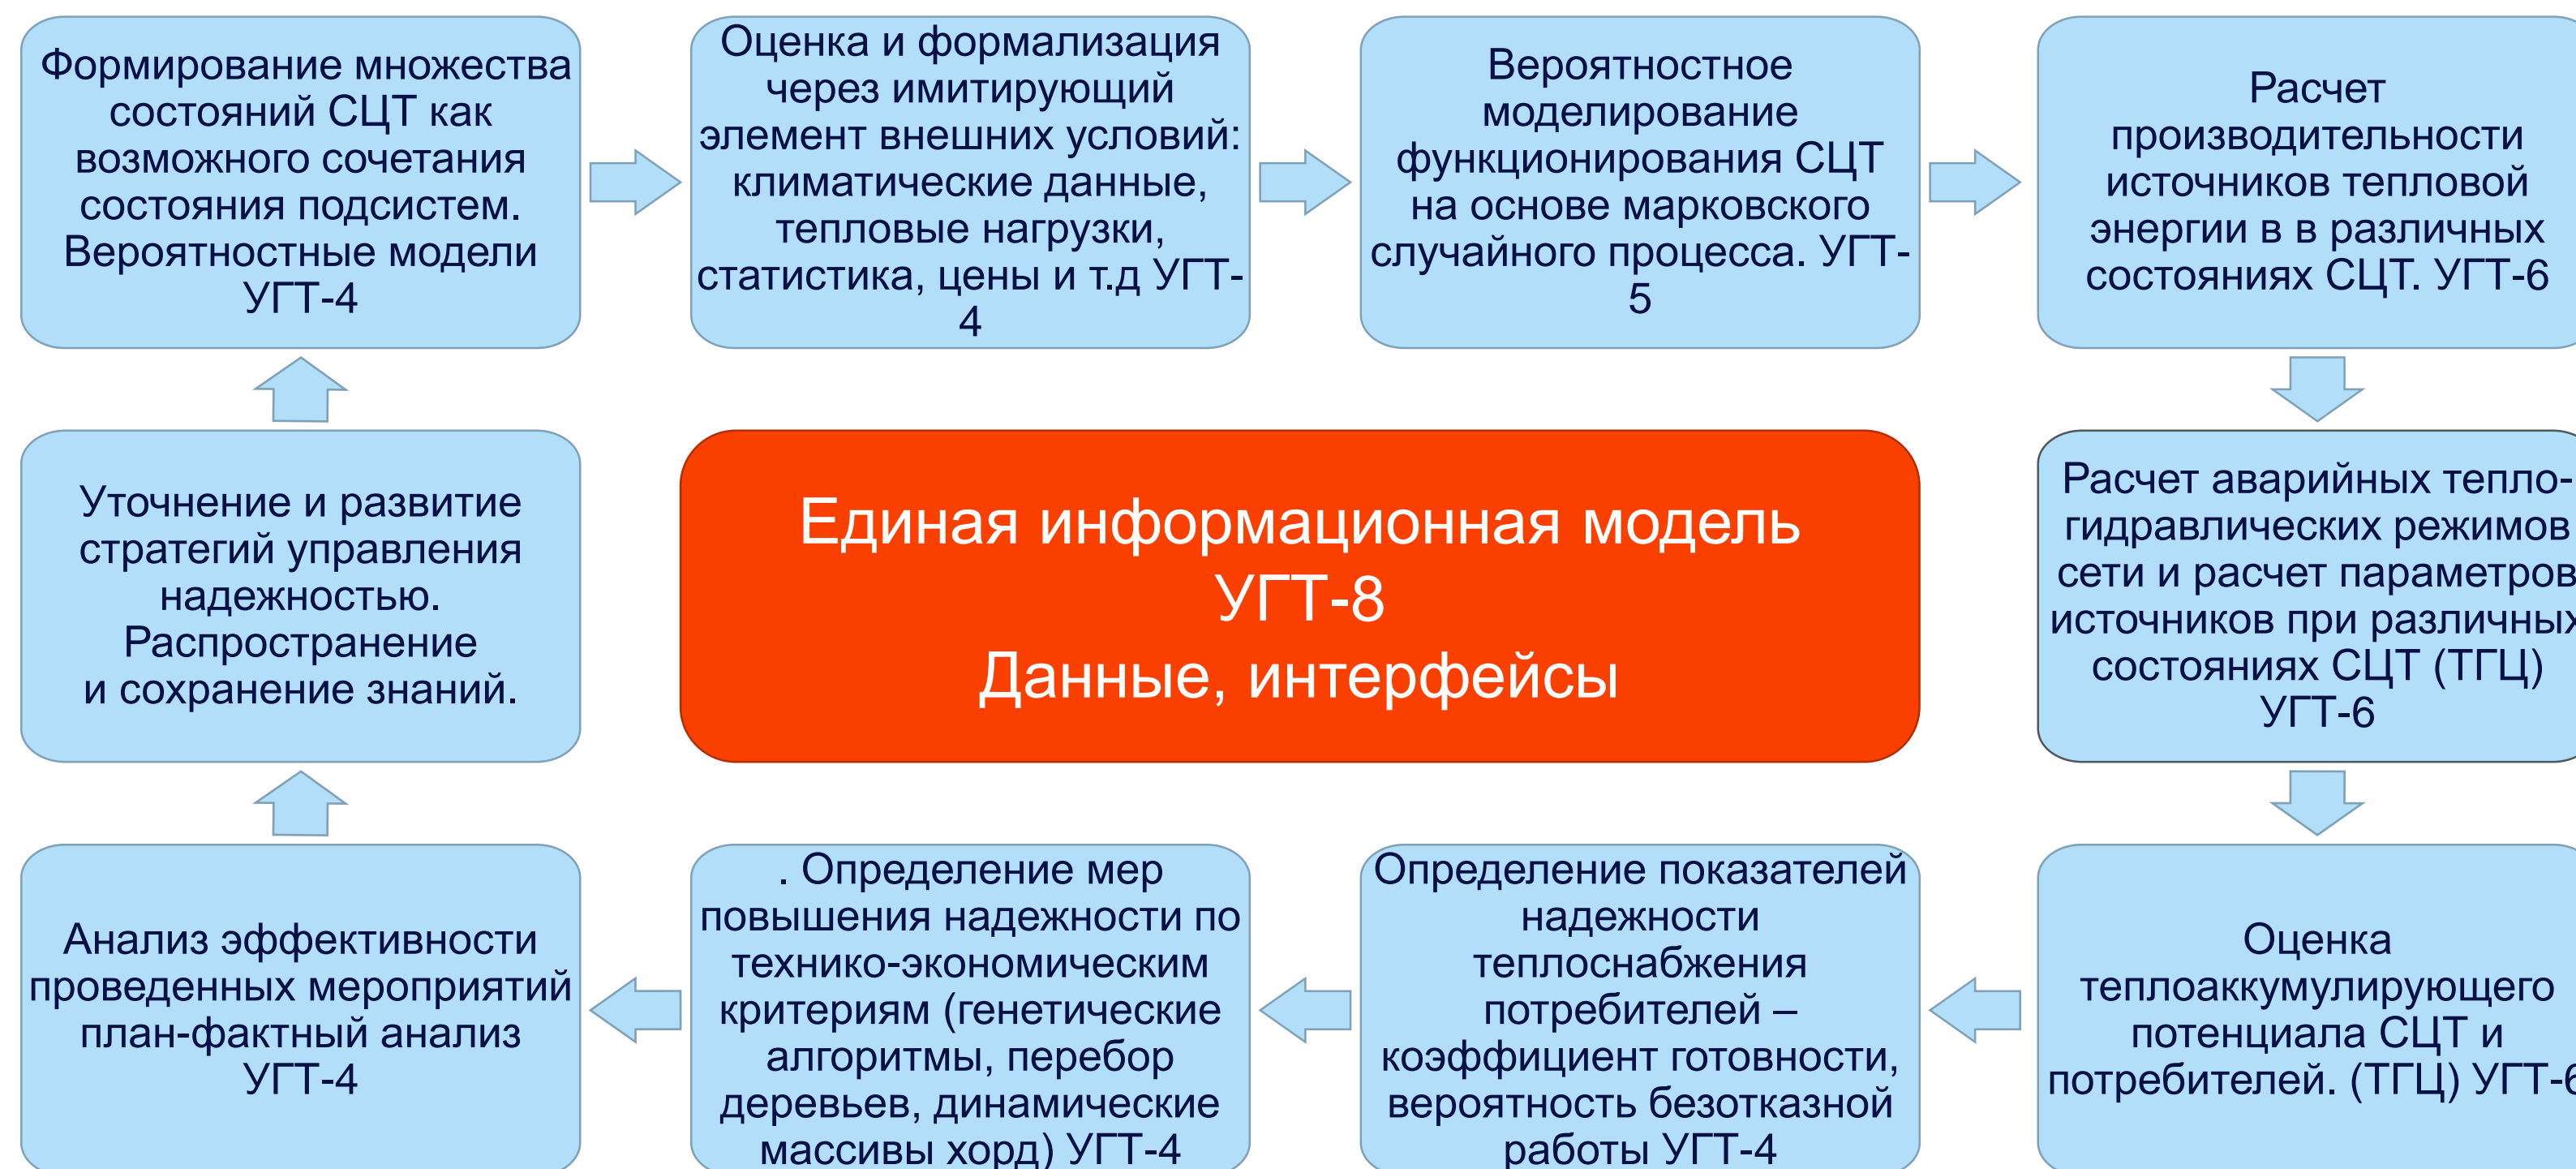 Формирование множества
состояний СЦТ как
возможного сочетания
состояния подсистем.
Вероятностные модели
УГТ-4
Оценка и формализация
через имитирующий
элемент внешних условий:
климатические данные,
тепловые нагрузки,
статистика, цены и т.д УГТ-
4
Вероятностное
моделирование
функционирования СЦТ
на основе марковского
случайного процесса. УГТ-
5
Расчет
производительности
источников тепловой
энергии в в различных
состояниях СЦТ. УГТ-6
Расчет аварийных тепло-
гидравлических режимов
сети и расчет параметров
источников при различных
состояниях СЦТ (ТГЦ)
УГТ-6
Оценка
теплоаккумулирующего
потенциала СЦТ и
потребителей. (ТГЦ) УГТ-6
Определение показателей
надежности
теплоснабжения
потребителей –
коэффициент готовности,
вероятность безотказной
работы УГТ-4
. Определение мер
повышения надежности по
технико-экономическим
критериям (генетические
алгоритмы, перебор
деревьев, динамические
массивы хорд) УГТ-4
Анализ эффективности
проведенных мероприятий
план-фактный анализ
УГТ-4
Уточнение и развитие
стратегий управления
надежностью.
Распространение
и сохранение знаний.
Единая информационная модель
УГТ-8
Данные, интерфейсы